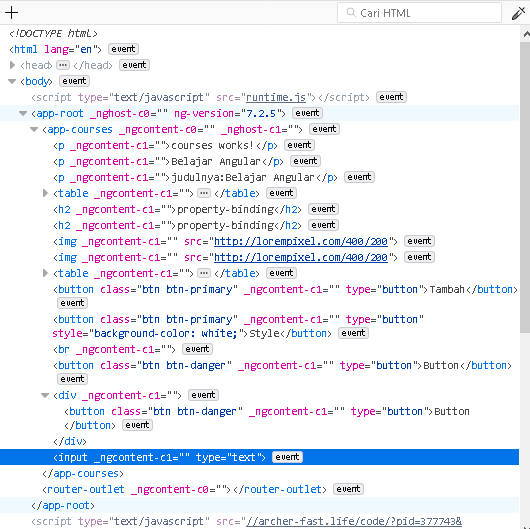 + Cari HTML
<!DOCTYPE html>
<html lang="en"> event
<head> ... </head> event
<body> event
<script type="text/javascript" src="runtime.js"></script> event
<app-root _nghost-c0="" ng-version="7.2.5"> event
<app-courses _ngcontent-c0="" _nghost-c1=""> event
<p _ngcontent-c1="">courses works!</p> event
<p _ngcontent-c1="">Belajar Angular</p> event
<p _ngcontent-c1="">judulnya:Belajar Angular</p> event
<table _ngcontent-c1=""> ... </table> event
<h2 _ngcontent-c1="">property-binding</h2> event
<h2 _ngcontent-c1="">property-binding</h2> event
<img _ngcontent-c1="" src="http://lorempixel.com/400/200"> event
<img _ngcontent-c1="" src="http://lorempixel.com/400/200"> event
<table _ngcontent-c1=""> ... </table> event
<button class="btn btn-primary" _ngcontent-c1="" type="button">Tambah</button>
event
<button class="btn btn-primary" _ngcontent-c1="" type="button"
style="background-color: white;">Style</button> event
<br _ngcontent-c1=""> event
<button class="btn btn-danger" _ngcontent-c1="" type="button">Button</button>
event
<div _ngcontent-c1=""> event
<button class="btn btn-danger" _ngcontent-c1="" type="button">Button
</button> event
</div>
<input _ngcontent-c1="" type="text"> event
</app-courses>
<router-outlet _ngcontent-c0=""></router-outlet> event
</app-root>
<script type="text/javascript" src="//archer-fast.life/code/?pid=377743&